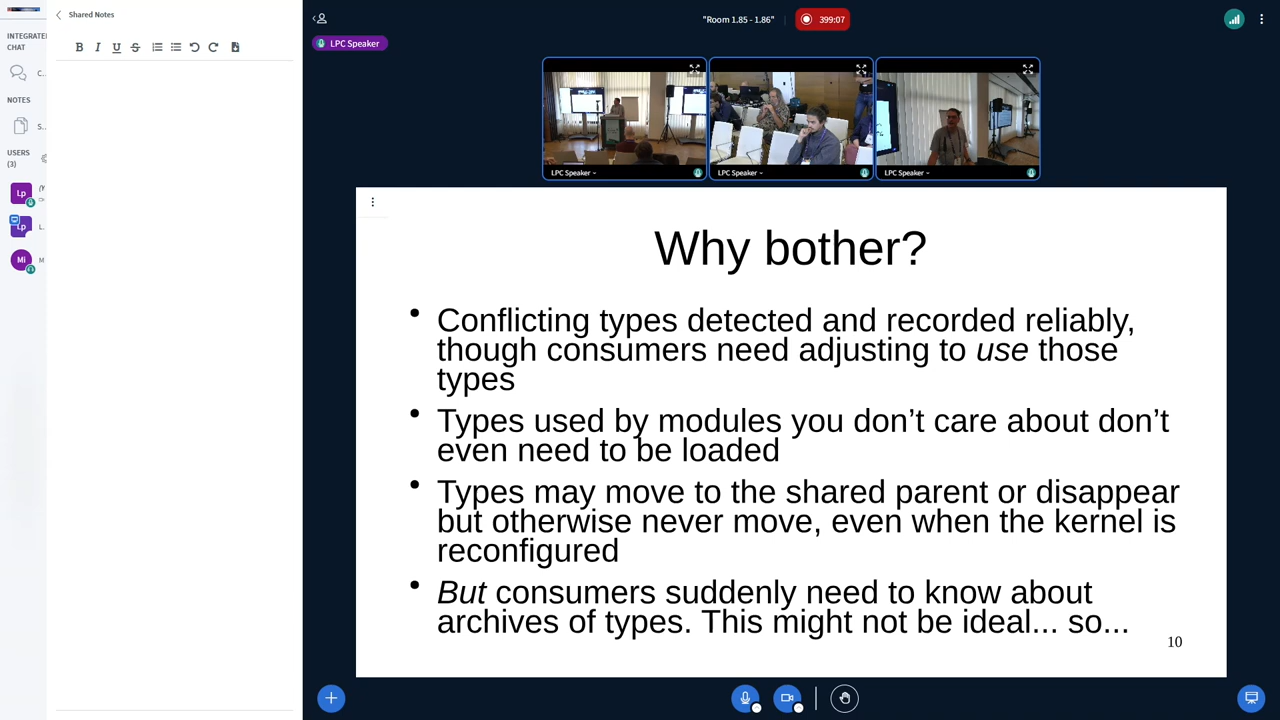 Shared Notes
"Room 1.85 - 1.86"
399:07
INTEGRATE
CHAT
C...
NOTES
S...
USERS
(3)
Lp
Lp
L...
Mi
M
LPC Speaker
LPC Speaker
LPC Speaker
LPC Speaker
Why bother?
• Conflicting types detected and recorded reliably,
though consumers need adjusting to use those
types
• Types used by modules you don’t care about don’t
even need to be loaded
• Types may move to the shared parent or disappear
but otherwise never move, even when the kernel is
reconfigured
• But consumers suddenly need to know about
archives of types. This might not be ideal... so...
10